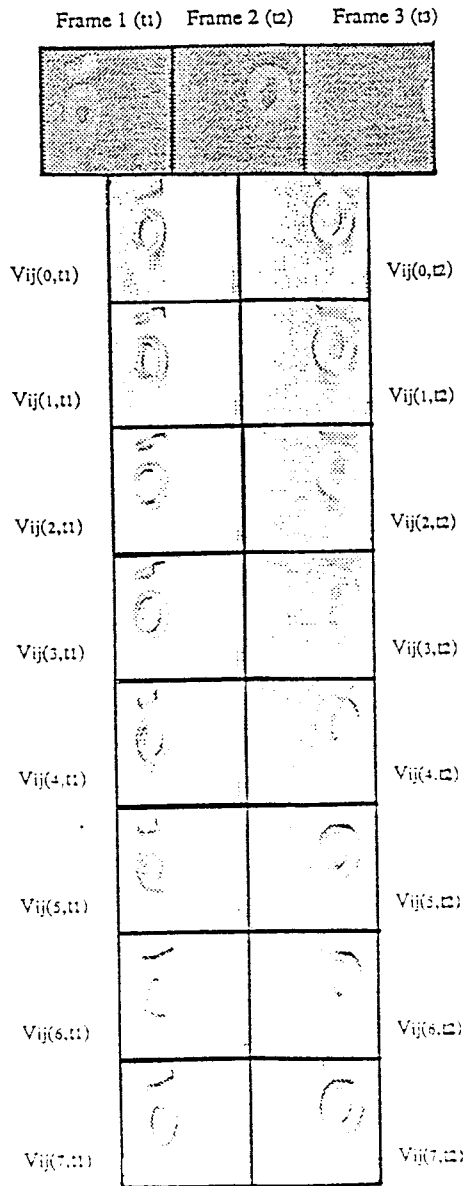 Frame 1 (t1) Frame 2 (t2) Frame 3 (t3)
Vij(0,t1) Vij(0,t2)
Vij(1,t1) Vij(1,t2)
Vij(2,t1) Vij(2,t2)
Vij(3,t1) Vij(3,t2)
Vij(4,t1) Vij(4,t2)
Vij(5,t1) Vij(5,t2)
Vij(6,t1) Vij(6,t2)
Vij(7,t1) Vij(7,t2)